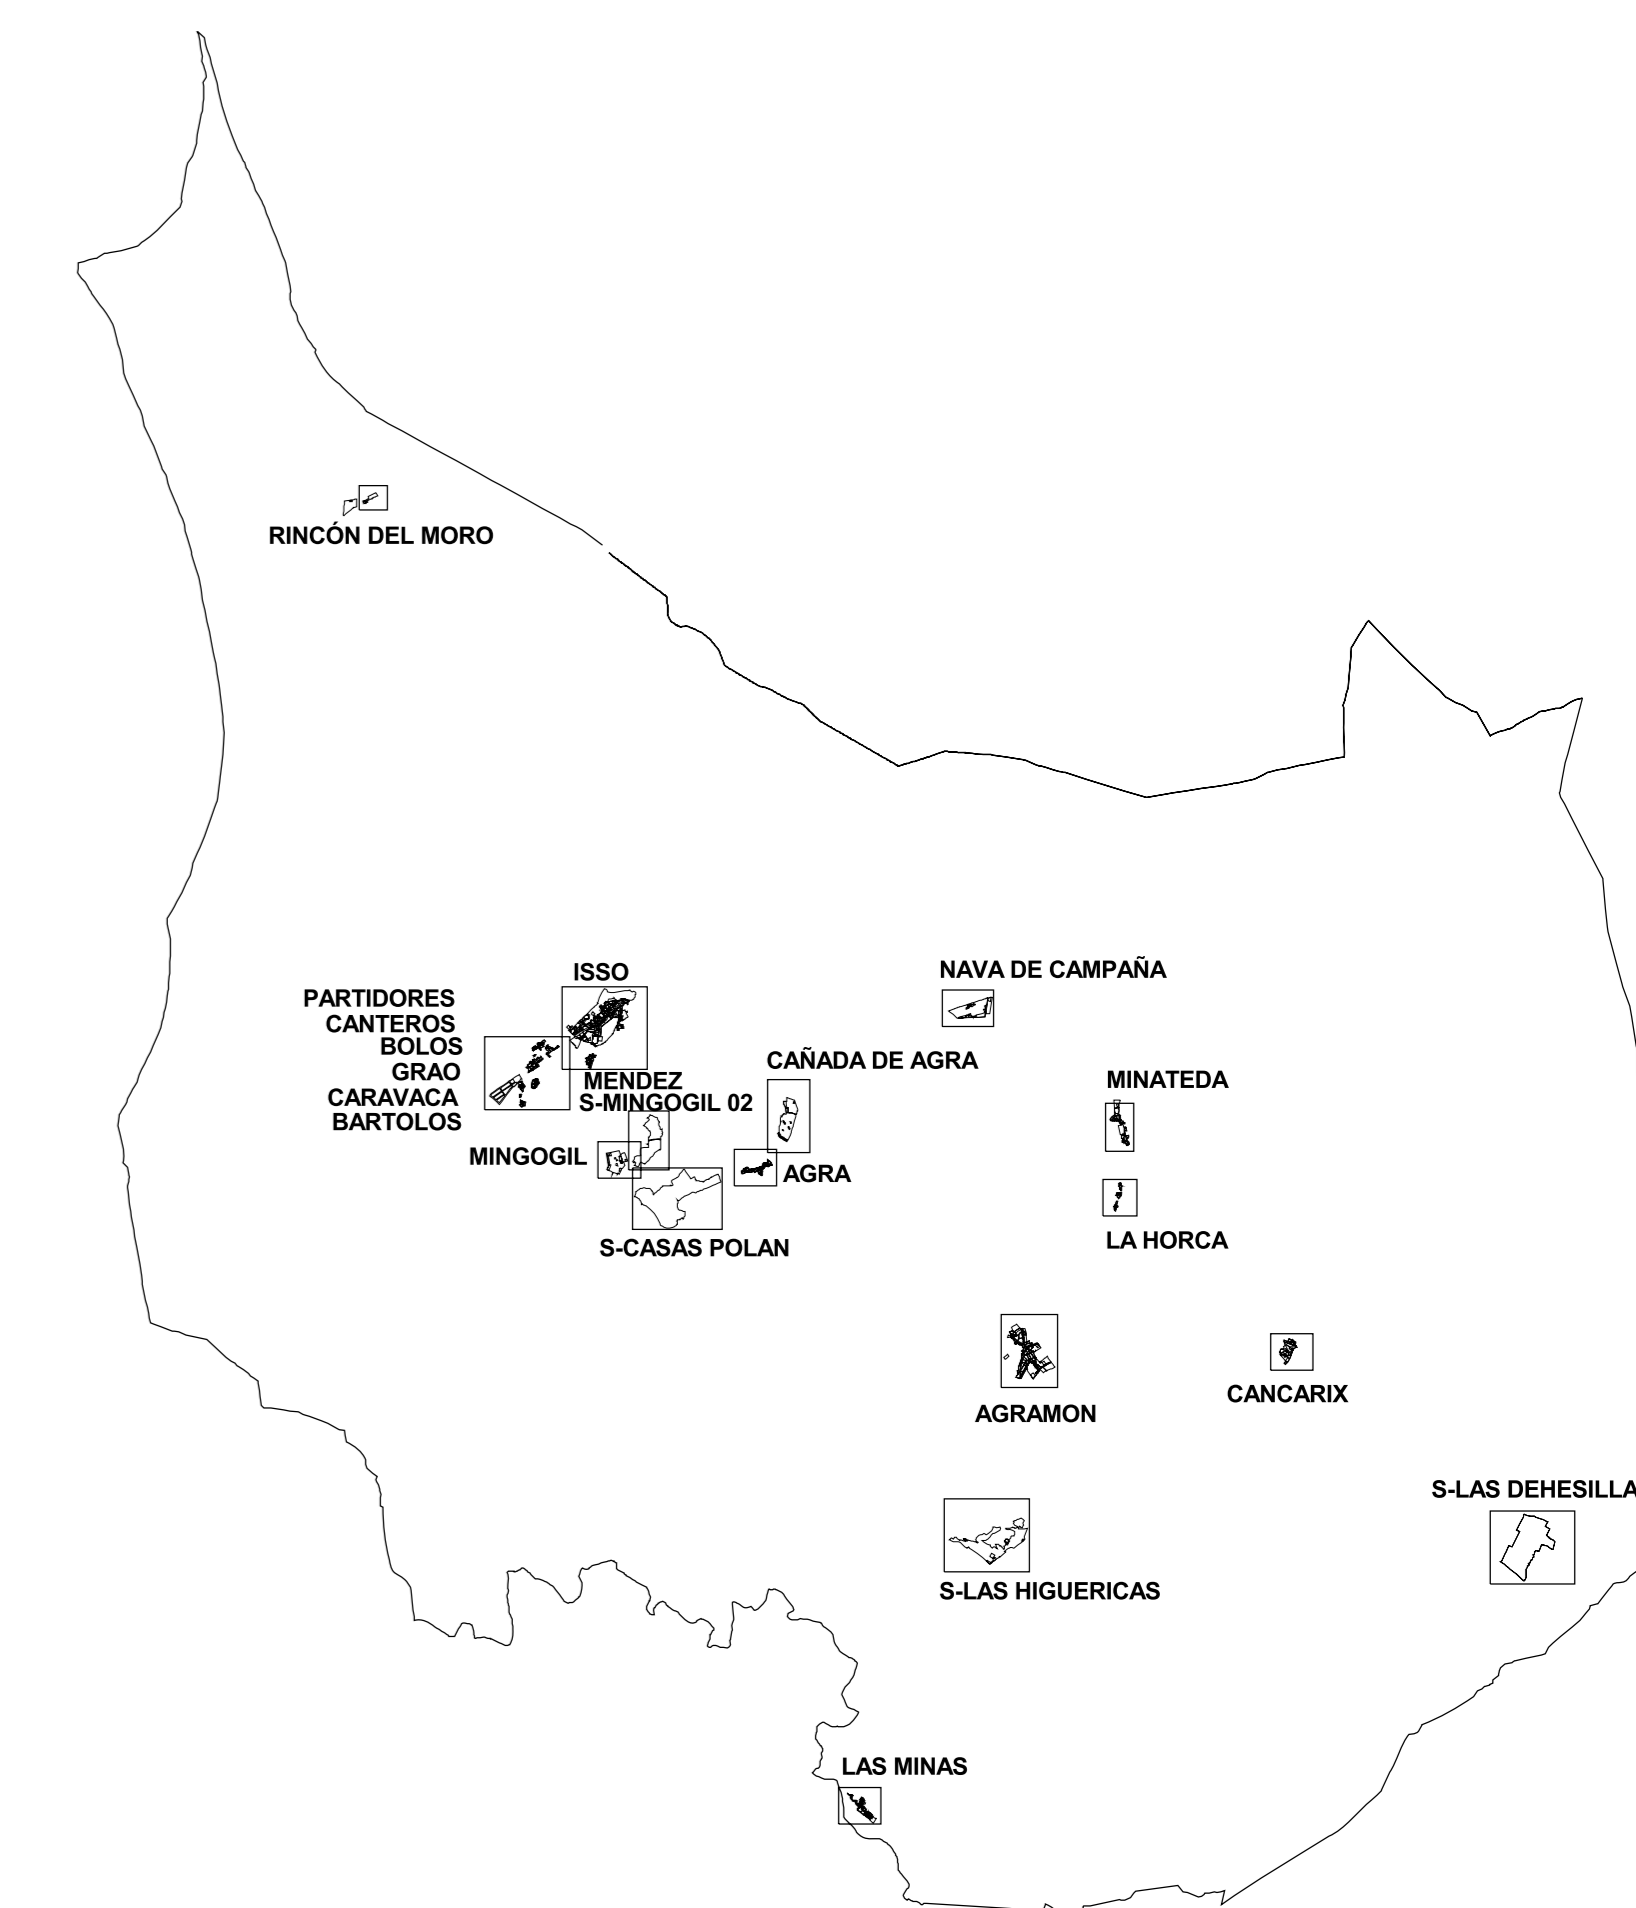 RINCÓN DEL MORO
ISSO
NAVA DE CAMPAÑA
PARTIDORES
CANTEROS
BOLOS
GRAO
CARAVACA
BARTOLOS
CAÑADA DE AGRA
MENDEZ
S-MINGOGIL 02
MINATEDA
MINGOGIL
AGRA
S-CASAS POLAN
LA HORCA
AGRAMON
CANCARIX
S-LAS DEHESILLA
S-LAS HIGUERICAS
LAS MINAS